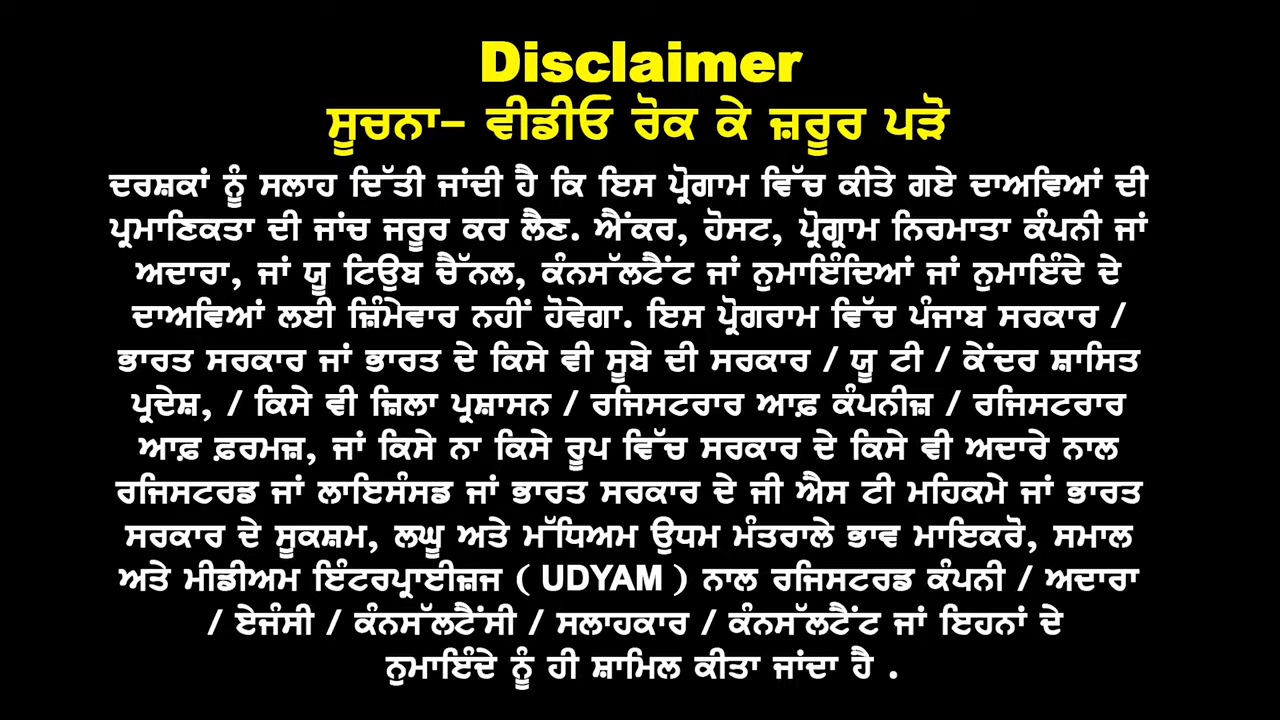 Disclaimer
ਸੂਚਨਾ- ਵੀਡੀਓ ਰੋਕ ਕੇ ਜ਼ਰੂਰ ਪੜੋ
ਦਰਸ਼ਕਾਂ ਨੂੰ ਸਲਾਹ ਦਿੱਤੀ ਜਾਂਦੀ ਹੈ ਕਿ ਇਸ ਪ੍ਰੋਗਾਮ ਵਿੱਚ ਕੀਤੇ ਗਏ ਦਾਅਵਿਆਂ ਦੀ
ਪ੍ਰਮਾਣਿਕਤਾ ਦੀ ਜਾਂਚ ਜਰੂਰ ਕਰ ਲੈਣ. ਐਂਕਰ, ਹੋਸਟ, ਪ੍ਰੋਗ੍ਰਾਮ ਨਿਰਮਾਤਾ ਕੰਪਨੀ ਜਾਂ
ਅਦਾਰਾ, ਜਾਂ ਯੂ ਟਿਊਬ ਚੈੱਨਲ, ਕੰਨਸੱਲਟੈਂਟ ਜਾਂ ਨੁਮਾਇੰਦਿਆਂ ਜਾਂ ਨੁਮਾਇੰਦੇ ਦੇ
ਦਾਅਵਿਆਂ ਲਈ ਜ਼ਿੰਮੇਵਾਰ ਨਹੀਂ ਹੋਵੇਗਾ. ਇਸ ਪ੍ਰੋਗਰਾਮ ਵਿੱਚ ਪੰਜਾਬ ਸਰਕਾਰ /
ਭਾਰਤ ਸਰਕਾਰ ਜਾਂ ਭਾਰਤ ਦੇ ਕਿਸੇ ਵੀ ਸੂਬੇ ਦੀ ਸਰਕਾਰ / ਯੂ ਟੀ / ਕੇਂਦਰ ਸ਼ਾਸਿਤ
ਪ੍ਰਦੇਸ਼, / ਕਿਸੇ ਵੀ ਜ਼ਿਲਾ ਪ੍ਰਸ਼ਾਸਨ / ਰਜਿਸਟਰਾਰ ਆਫ਼ ਕੰਪਨੀਜ਼ / ਰਜਿਸਟਰਾਰ
ਆਫ਼ ਫ਼ਰਮਜ਼, ਜਾਂ ਕਿਸੇ ਨਾ ਕਿਸੇ ਰੂਪ ਵਿੱਚ ਸਰਕਾਰ ਦੇ ਕਿਸੇ ਵੀ ਅਦਾਰੇ ਨਾਲ
ਰਜਿਸਟਰਡ ਜਾਂ ਲਾਇਸੰਸਡ ਜਾਂ ਭਾਰਤ ਸਰਕਾਰ ਦੇ ਜੀ ਐਸ ਟੀ ਮਹਿਕਮੇ ਜਾਂ ਭਾਰਤ
ਸਰਕਾਰ ਦੇ ਸੂਕਸ਼ਮ, ਲਘੂ ਅਤੇ ਮੱਧਿਅਮ ਉਧਮ ਮੰਤਰਾਲੇ ਭਾਵ ਮਾਇਕਰੋ, ਸਮਾਲ
ਅਤੇ ਮੀਡੀਅਮ ਇੰਟਰਪ੍ਰਾਈਜ਼ਜ ( UDYAM ) ਨਾਲ ਰਜਿਸਟਰਡ ਕੰਪਨੀ / ਅਦਾਰਾ
/ ਏਜੰਸੀ / ਕੰਨਸੱਲਟੈਂਸੀ / ਸਲਾਹਕਾਰ / ਕੰਨਸੱਲਟੈਂਟ ਜਾਂ ਇਹਨਾਂ ਦੇ
ਨੁਮਾਇੰਦੇ ਨੂੰ ਹੀ ਸ਼ਾਮਿਲ ਕੀਤਾ ਜਾਂਦਾ ਹੈ .